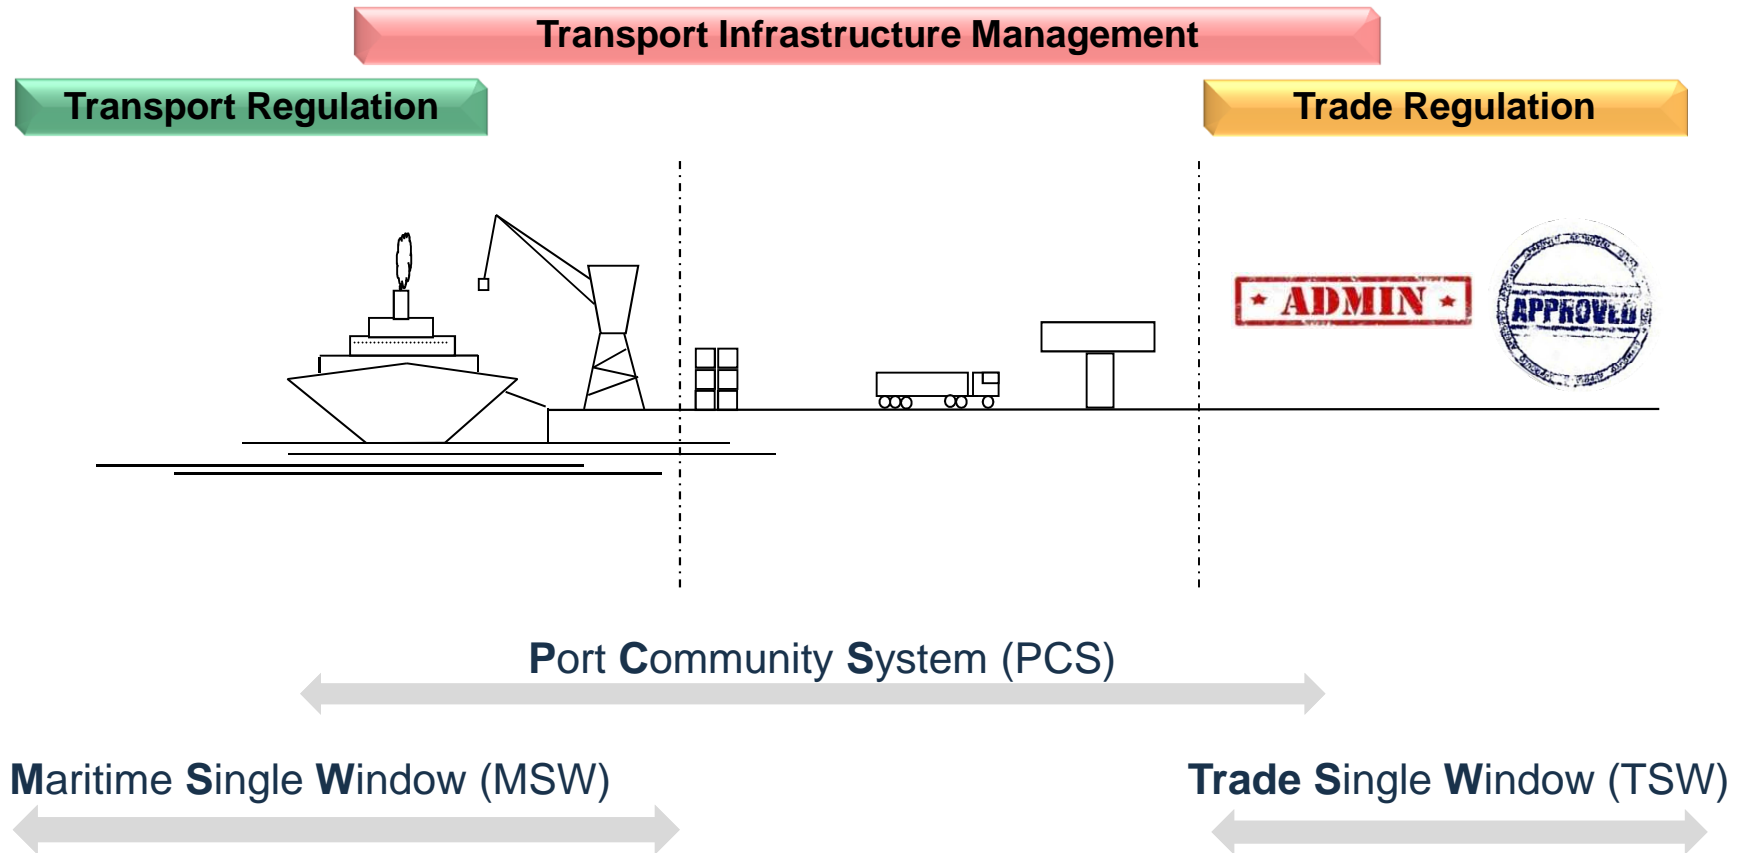 Transport Infrastructure Management
Transport Regulation
Trade Regulation
★ ADMIN ★
APPROVED
Port Community System (PCS)
Maritime Single Window (MSW)
Trade Single Window (TSW)